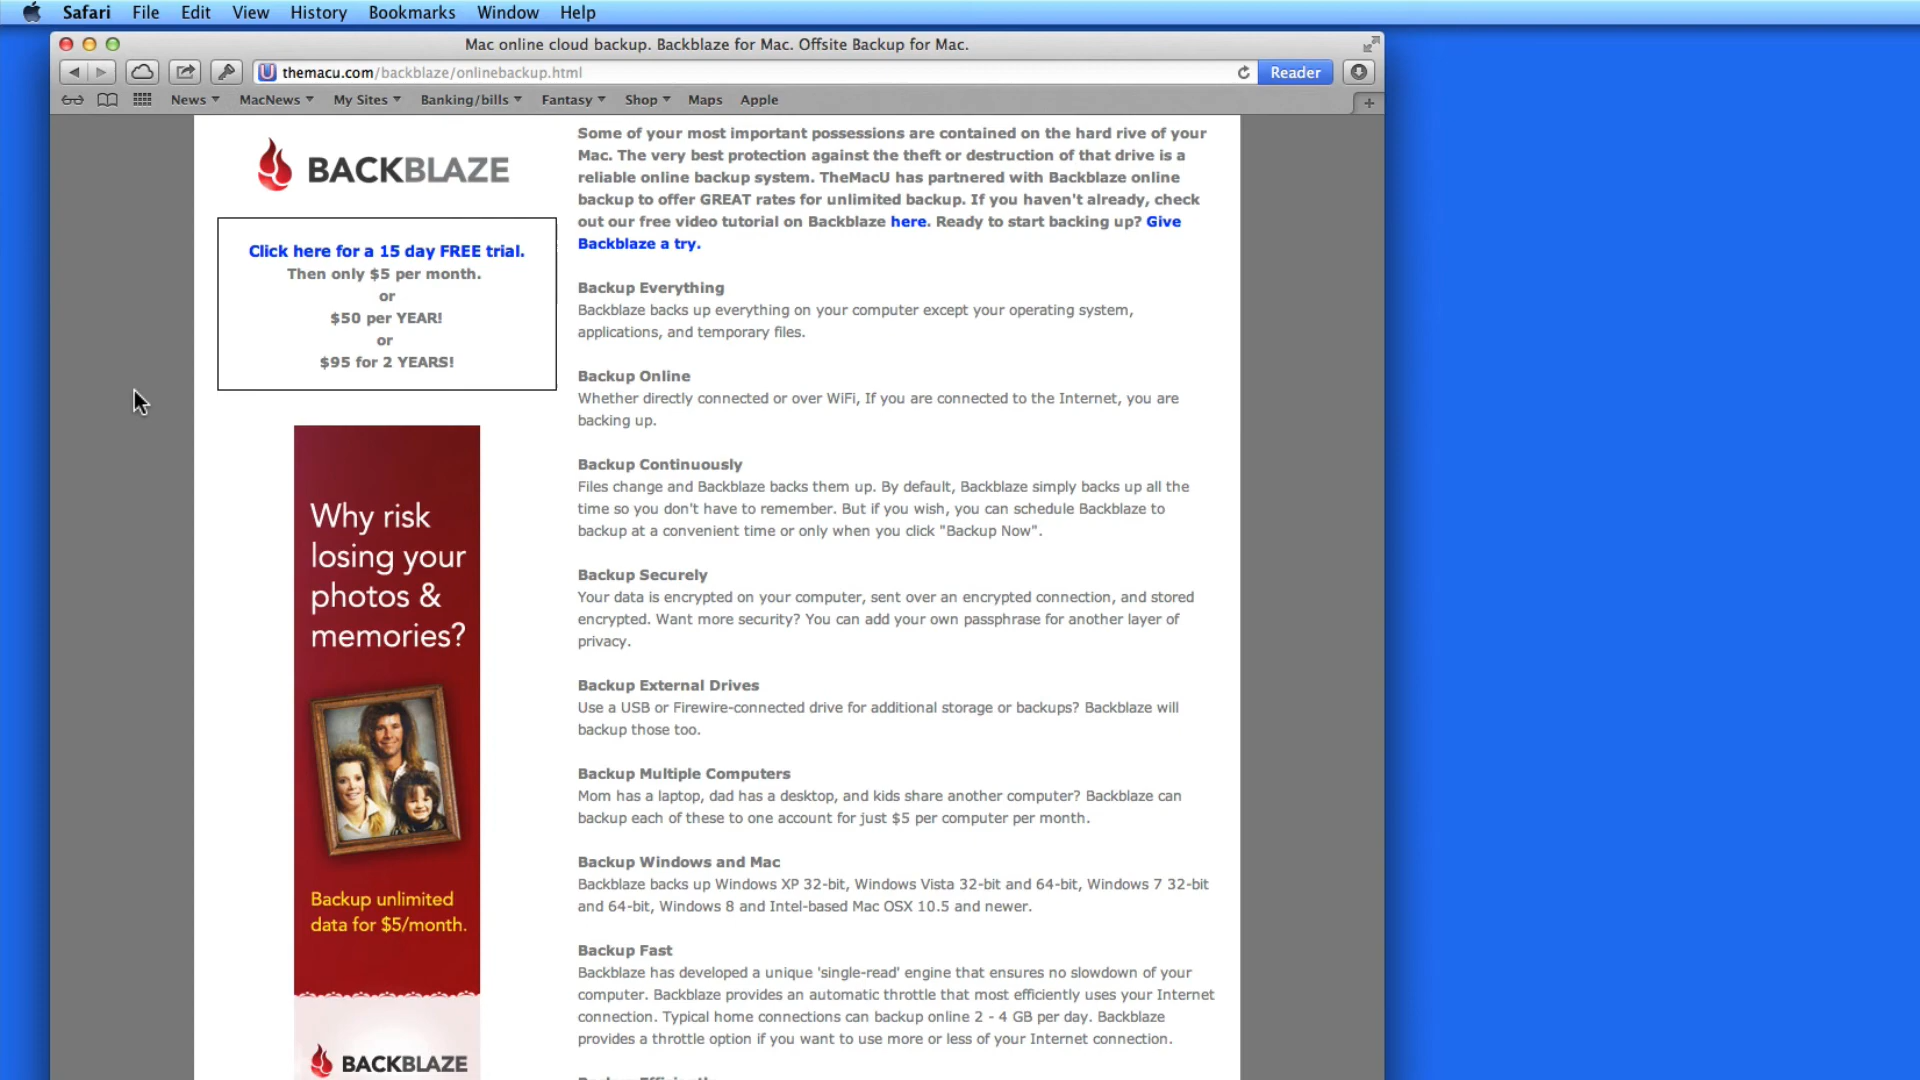 Safari File Edit View History Bookmarks Window Help
Mac online cloud backup. Backblaze for Mac. Offsite Backup for Mac.
themacu.com/backblaze/onlinebackup.html
Reader
News MacNews My Sites Banking/bills Fantasy Shop Maps Apple
BACKBLAZE
Click here for a 15 day FREE trial.
Then only $5 per month.
or
$50 per YEAR!
or
$95 for 2 YEARS!
Why risk
losing your
photos &
memories?
Backup unlimited
data for $5/month.
BACKBLAZE
Some of your most important possessions are contained on the hard rive of your
Mac. The very best protection against the theft or destruction of that drive is a
reliable online backup system. TheMacU has partnered with Backblaze online
backup to offer GREAT rates for unlimited backup. If you haven't already, check
out our free video tutorial on Backblaze here. Ready to start backing up? Give
Backblaze a try.
Backup Everything
Backblaze backs up everything on your computer except your operating system,
applications, and temporary files.
Backup Online
Whether directly connected or over WiFi, If you are connected to the Internet, you are
backing up.
Backup Continuously
Files change and Backblaze backs them up. By default, Backblaze simply backs up all the
time so you don't have to remember. But if you wish, you can schedule Backblaze to
backup at a convenient time or only when you click "Backup Now".
Backup Securely
Your data is encrypted on your computer, sent over an encrypted connection, and stored
encrypted. Want more security? You can add your own passphrase for another layer of
privacy.
Backup External Drives
Use a USB or Firewire-connected drive for additional storage or backups? Backblaze will
backup those too.
Backup Multiple Computers
Mom has a laptop, dad has a desktop, and kids share another computer? Backblaze can
backup each of these to one account for just $5 per computer per month.
Backup Windows and Mac
Backblaze backs up Windows XP 32-bit, Windows Vista 32-bit and 64-bit, Windows 7 32-bit
and 64-bit, Windows 8 and Intel-based Mac OSX 10.5 and newer.
Backup Fast
Backblaze has developed a unique 'single-read' engine that ensures no slowdown of your
computer. Backblaze provides an automatic throttle that most efficiently uses your Internet
connection. Typical home connections can backup online 2 - 4 GB per day. Backblaze
provides a throttle option if you want to use more or less of your Internet connection.